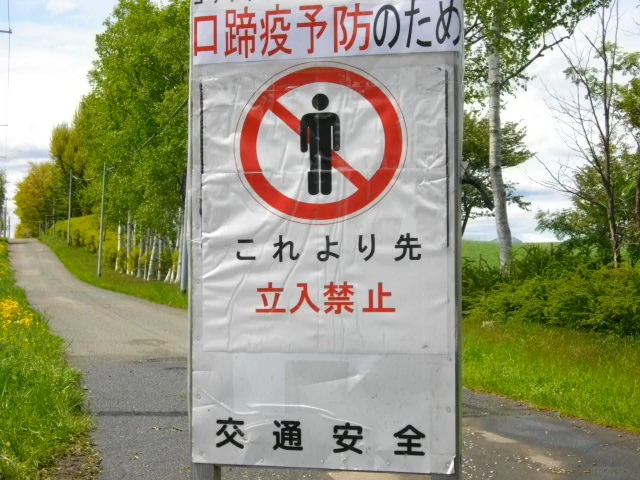 口蹄疫予防のため
これより先
立入禁止
交通安全